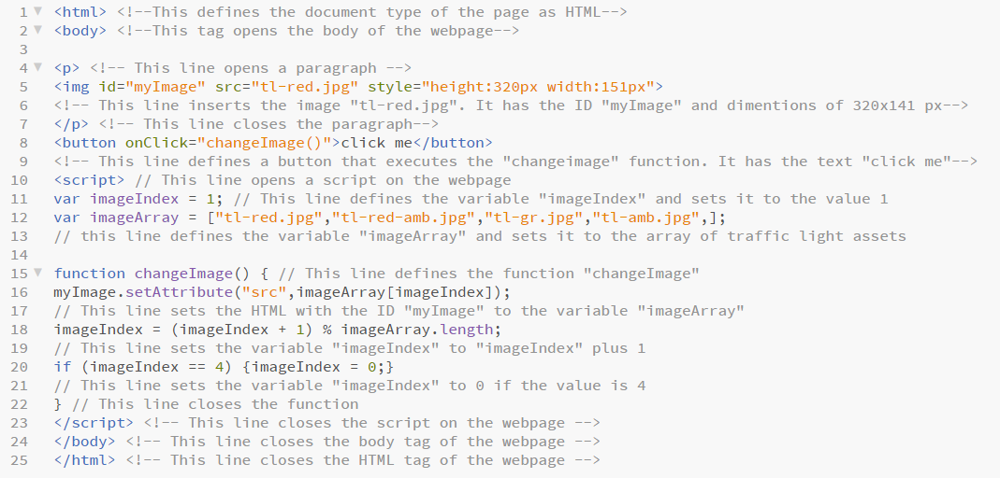 1 <html> <!--This defines the document type of the page as HTML-->
2 <body> <!--This tag opens the body of the webpage-->
3
4 <p> <!-- This line opens a paragraph -->
5 <img id="myImage" src="tl-red.jpg" style="height:320px width:151px">
6 <!-- This line inserts the image "tl-red.jpg". It has the ID "myImage" and dimentions of 320x141 px-->
7 </p> <!-- This line closes the paragraph-->
8 <button onClick="changeImage()">click me</button>
9 <!-- This line defines a button that executes the "changeimage" function. It has the text "click me"-->
10 <script> // This line opens a script on the webpage
11 var imageIndex = 1; // This line defines the variable "imageIndex" and sets it to the value 1
12 var imageArray = ["tl-red.jpg","tl-red-amb.jpg","tl-gr.jpg","tl-amb.jpg",];
13 // this line defines the variable "imageArray" and sets it to the array of traffic light assets
14
15 function changeImage() { // This line defines the function "changeImage"
16 myImage.setAttribute("src",imageArray[imageIndex]);
17 // This line sets the HTML with the ID "myImage" to the variable "imageArray"
18 imageIndex = (imageIndex + 1) % imageArray.length;
19 // This line sets the variable "imageIndex" to "imageIndex" plus 1
20 if (imageIndex == 4) {imageIndex = 0;}
21 // This line sets the variable "imageIndex" to 0 if the value is 4
22 } // This line closes the function
23 </script> <!-- This line closes the script on the webpage -->
24 </body> <!-- This line closes the body tag of the webpage -->
25 </html> <!-- This line closes the HTML tag of the webpage -->